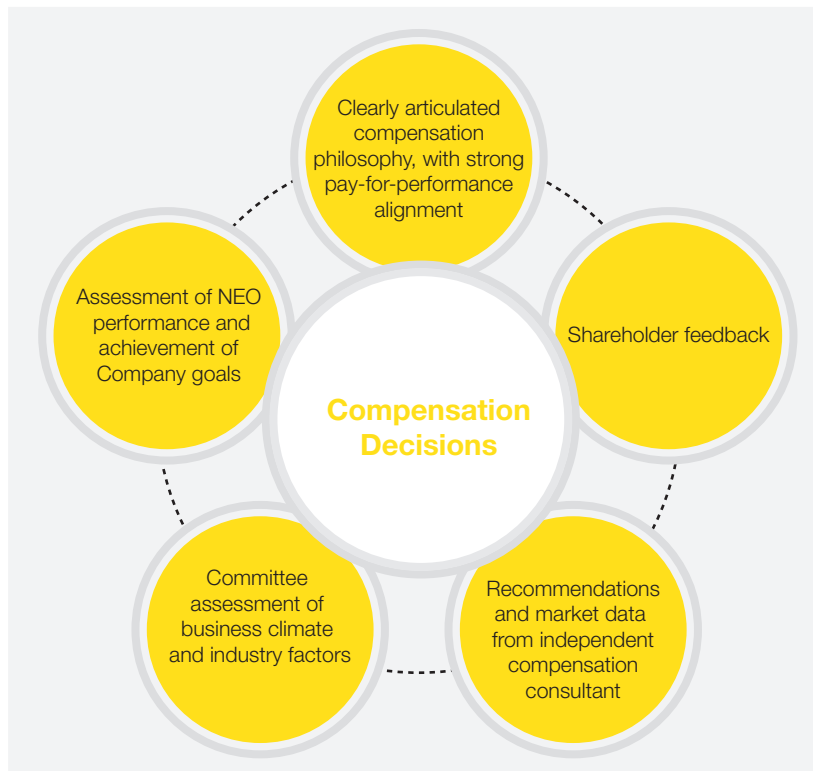 Clearly articulated
compensation
philosophy, with strong
pay-for-performance
alignment
Shareholder feedback
Assessment of NEO
performance and
achievement of
Company goals
Compensation
Decisions
Committee
assessment of
business climate
and industry factors
Recommendations
and market data
from independent
compensation
consultant